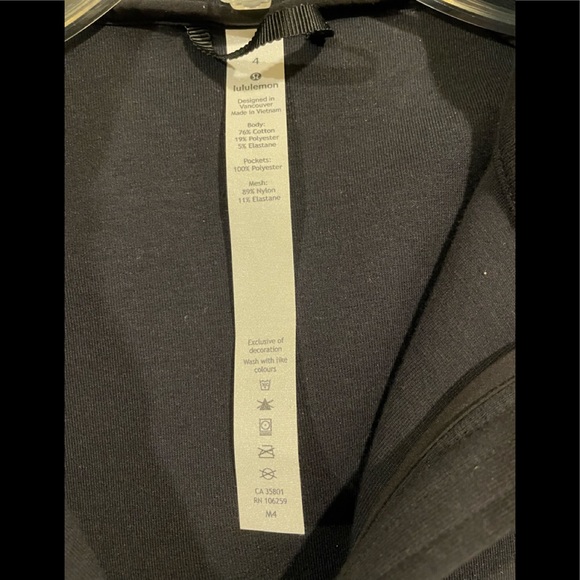 4
lululemon
Designed in
Vancouver
Made in Vietnam
Body:
76% Cotton
19% Polyester
5% Elastane
Pockets:
100% Polyester
Mesh:
89% Nylon
11% Elastane
Exclusive of
decoration
Wash with like
colours
CA 35801
RN 106259
M4